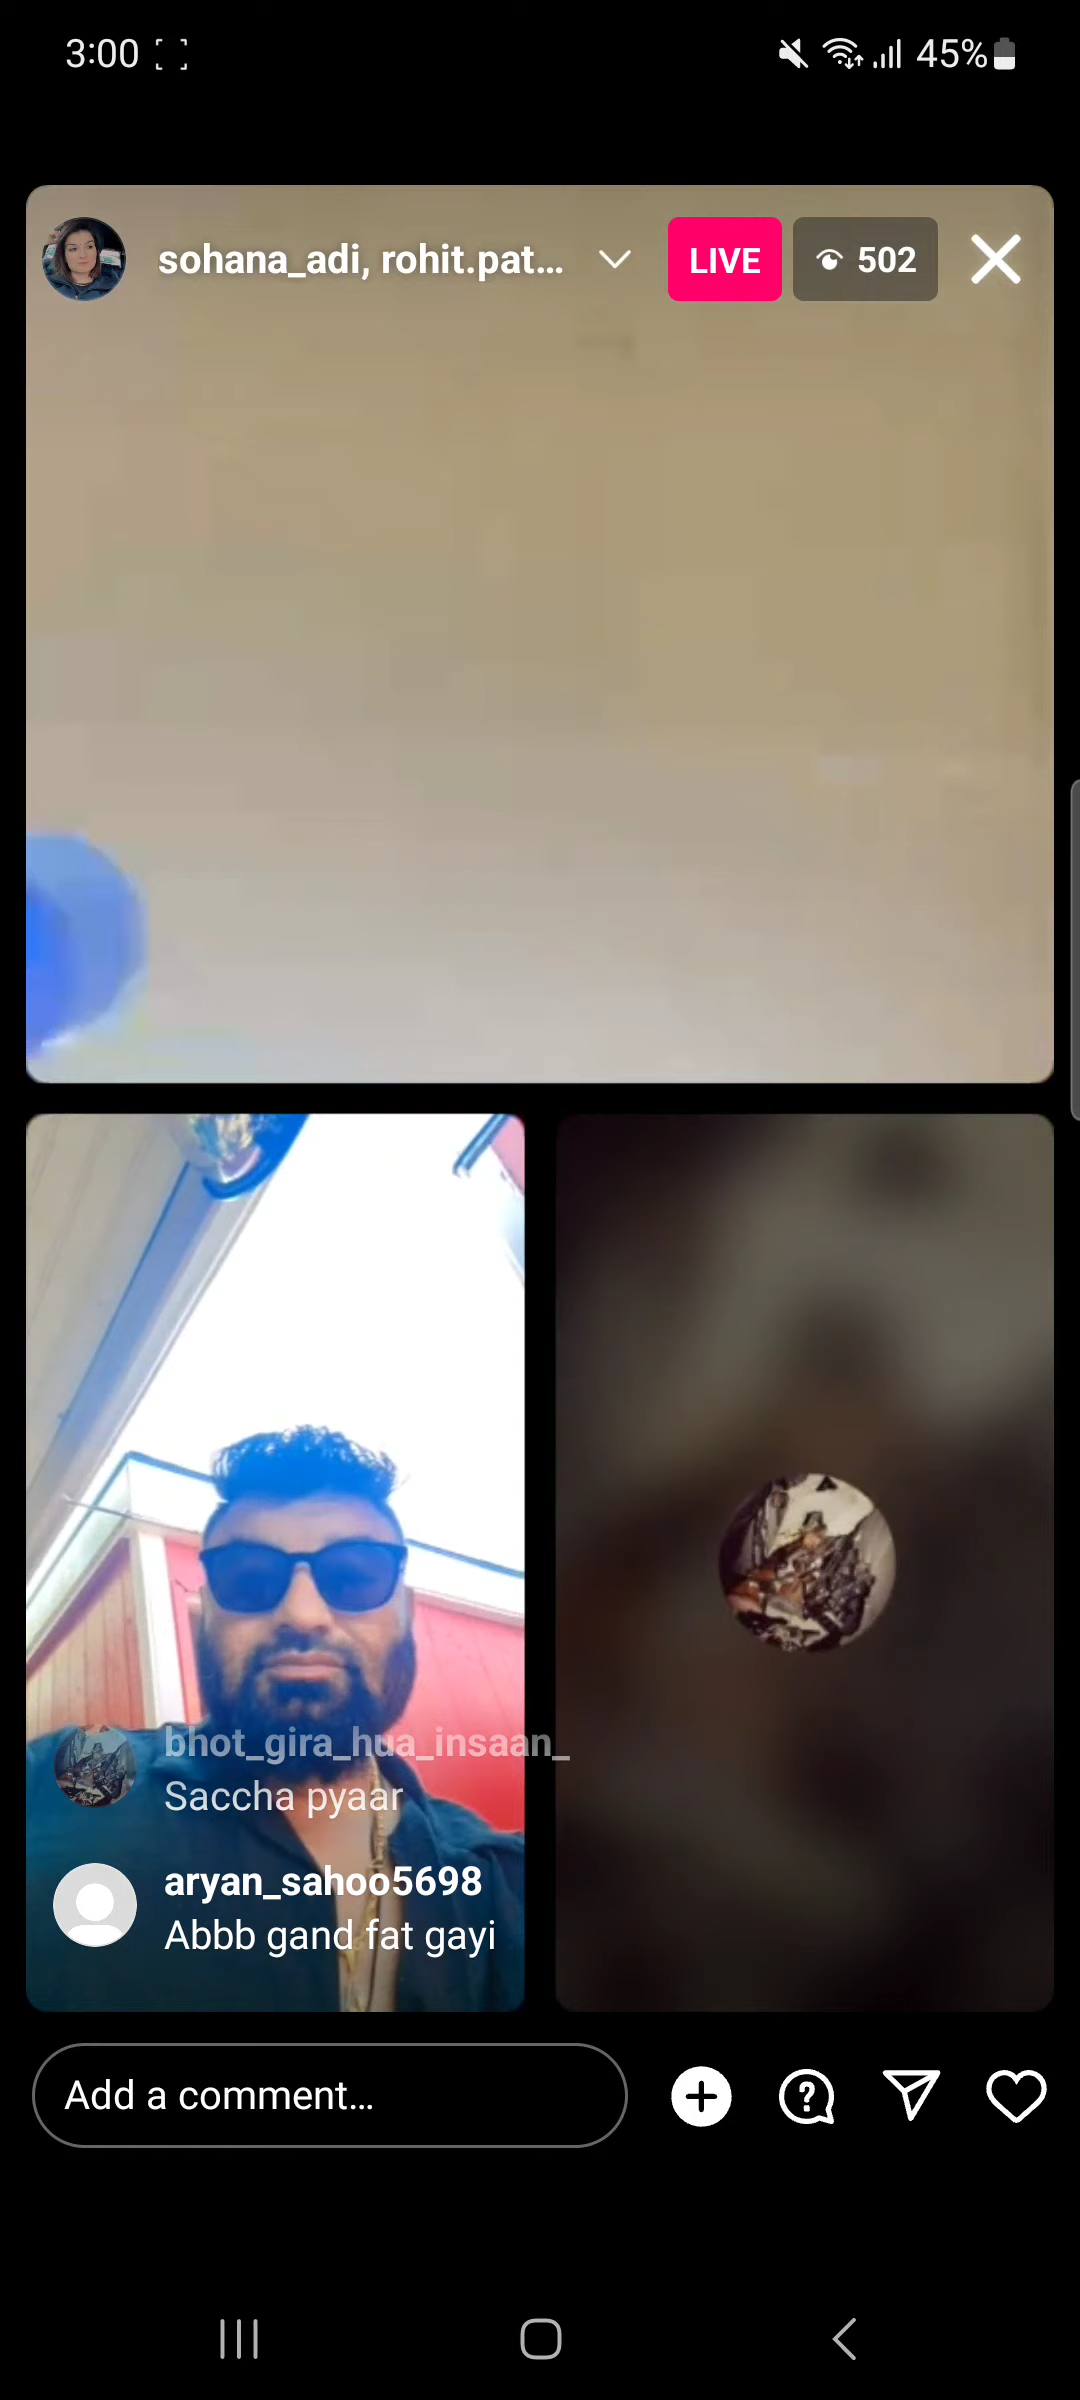 3:00
45%
sohana_adi, rohit.pat...
LIVE
502
bhot_gira_hua_insaan_
Saccha pyaar
aryan_sahoo5698
Abbb gand fat gayi
Add a comment...